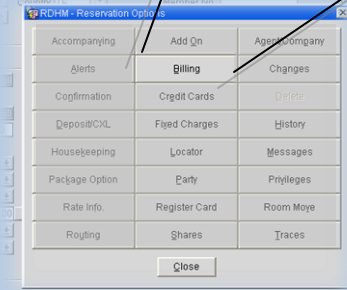 RDHM - Reservation Options
Accompanying Add On Agent/Company
Alerts Billing Changes
Confirmation Credit Cards Delete
Deposit/CXL Fixed Charges History
Housekeeping Locator Messages
Package Option Party Privileges
Rate Info. Register Card Room Move
Routing Shares Traces
Close